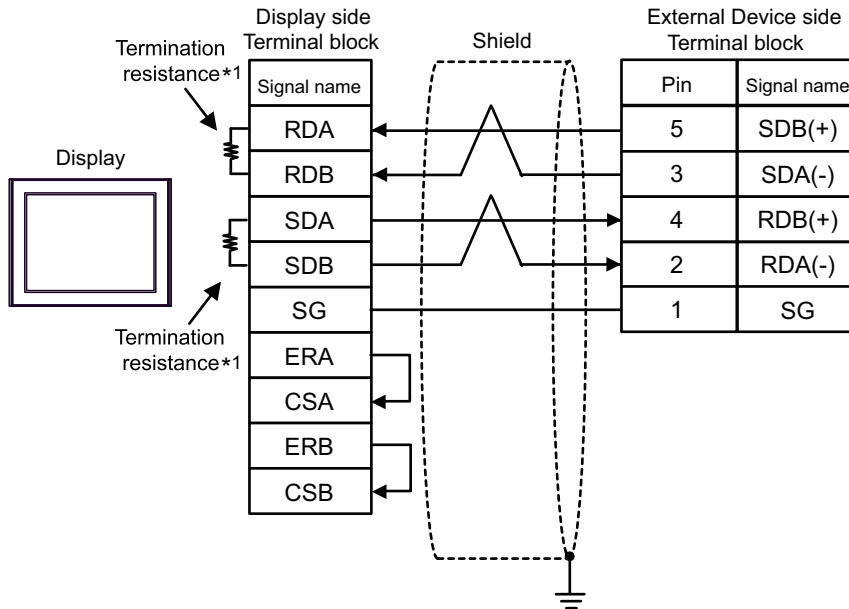 Display side
Terminal block
Shield
External Device side
Terminal block
Termination
resistance*1
Display
Signal name
RDA
RDB
SDA
SDB
SG
ERA
CSA
ERB
CSB
Termination
resistance*1
Pin Signal name
5 SDB(+)
3 SDA(-)
4 RDB(+)
2 RDA(-)
1 SG